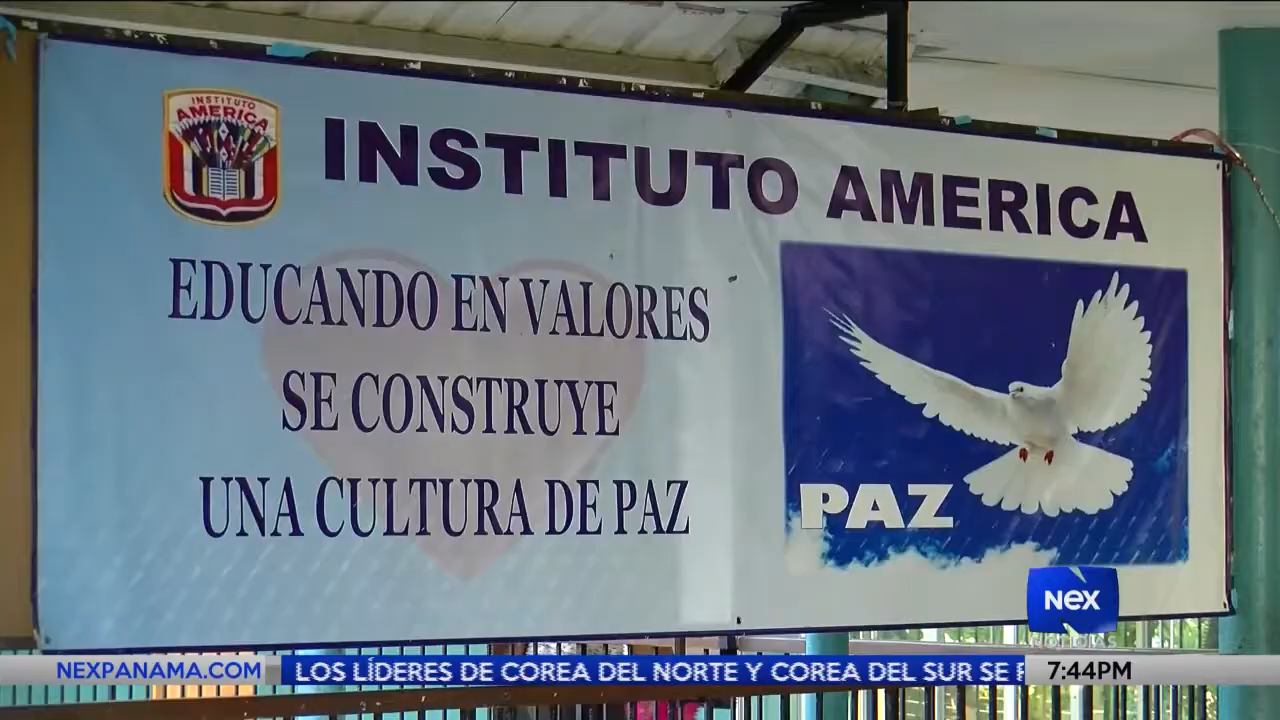 INSTITUTO
AMERICA
INSTITUTO AMERICA
EDUCANDO EN VALORES
SE CONSTRUYE
UNA CULTURA DE PAZ
PAZ
Nex
Noticias
NEXPANAMA.COM
LOS LÍDERES DE COREA DEL NORTE Y COREA DEL SUR SE
7:44PM